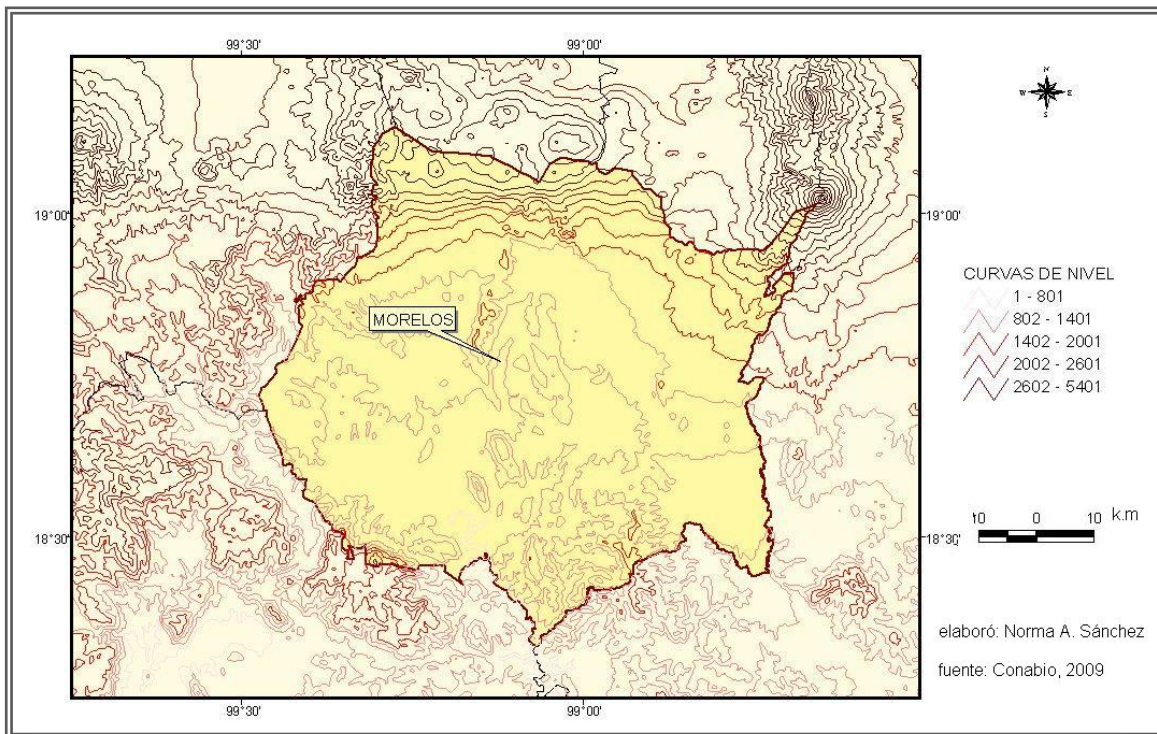 99°30' 99°00'
N
W E
S
19°00' 19°00'
CURVAS DE NIVEL
1 - 801
MORELOS
802 - 1401
1402 - 2001
2002 - 2601
2602 - 5401
10 0 10 k.m
18°30' 18°30'
elaboró: Norma A. Sánchez
fuente: Conabio, 2009
99°30' 99°00'